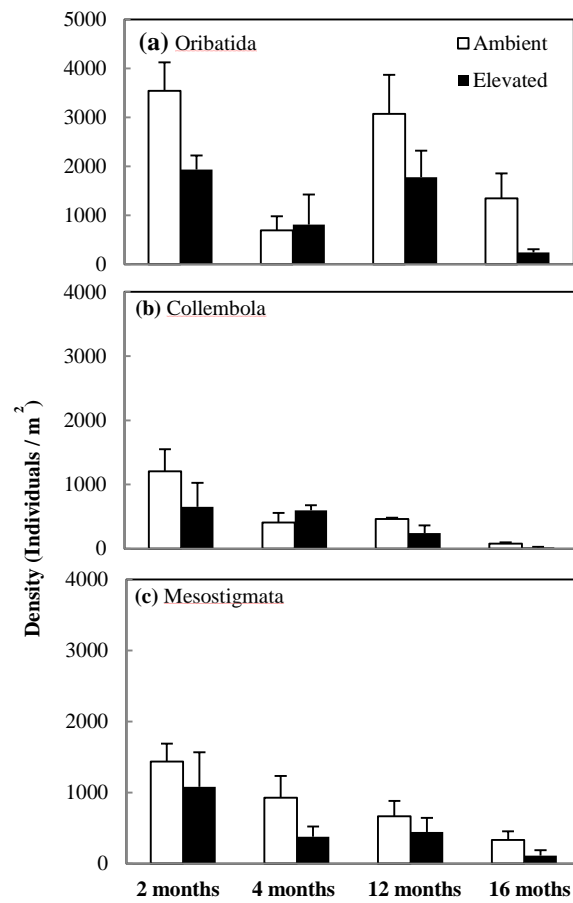 (a) Oribatida
Ambient
Elevated
5000
4000
3000
2000
1000
0
(b) Collembola
4000
3000
2000
1000
0
(c) Mesostigmata
4000
3000
2000
1000
0
Density (Individuals / m²)
2 months 4 months 12 months 16 moths